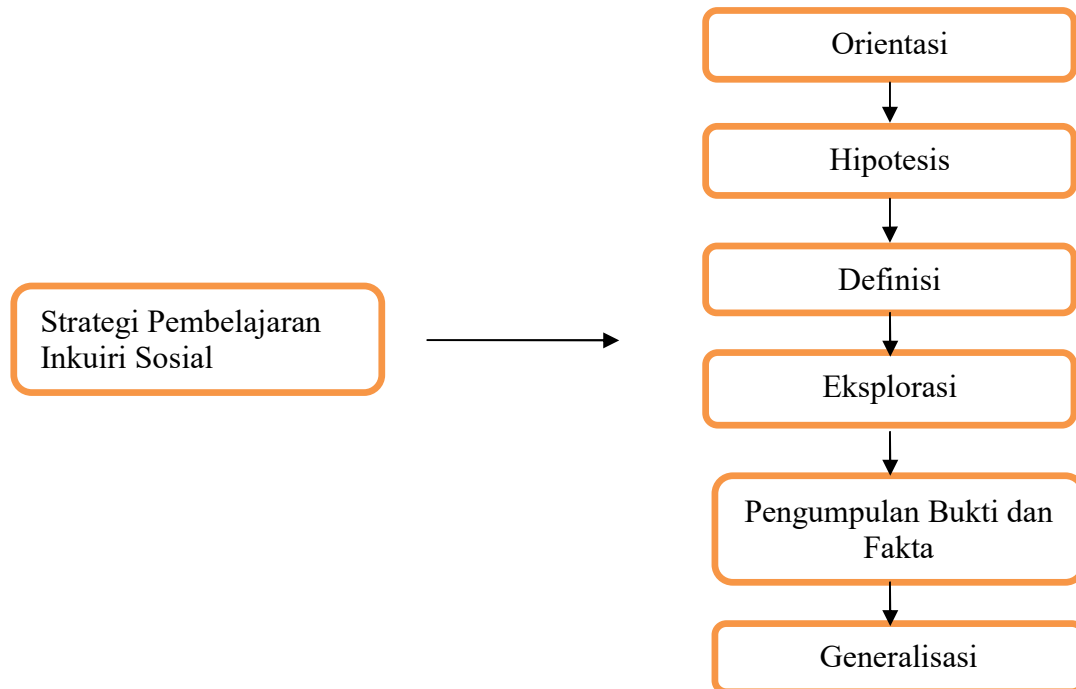 Orientasi
Hipotesis
Definisi
Strategi Pembelajaran
Inkuiri Sosial
Eksplorasi
Pengumpulan Bukti dan
Fakta
Generalisasi